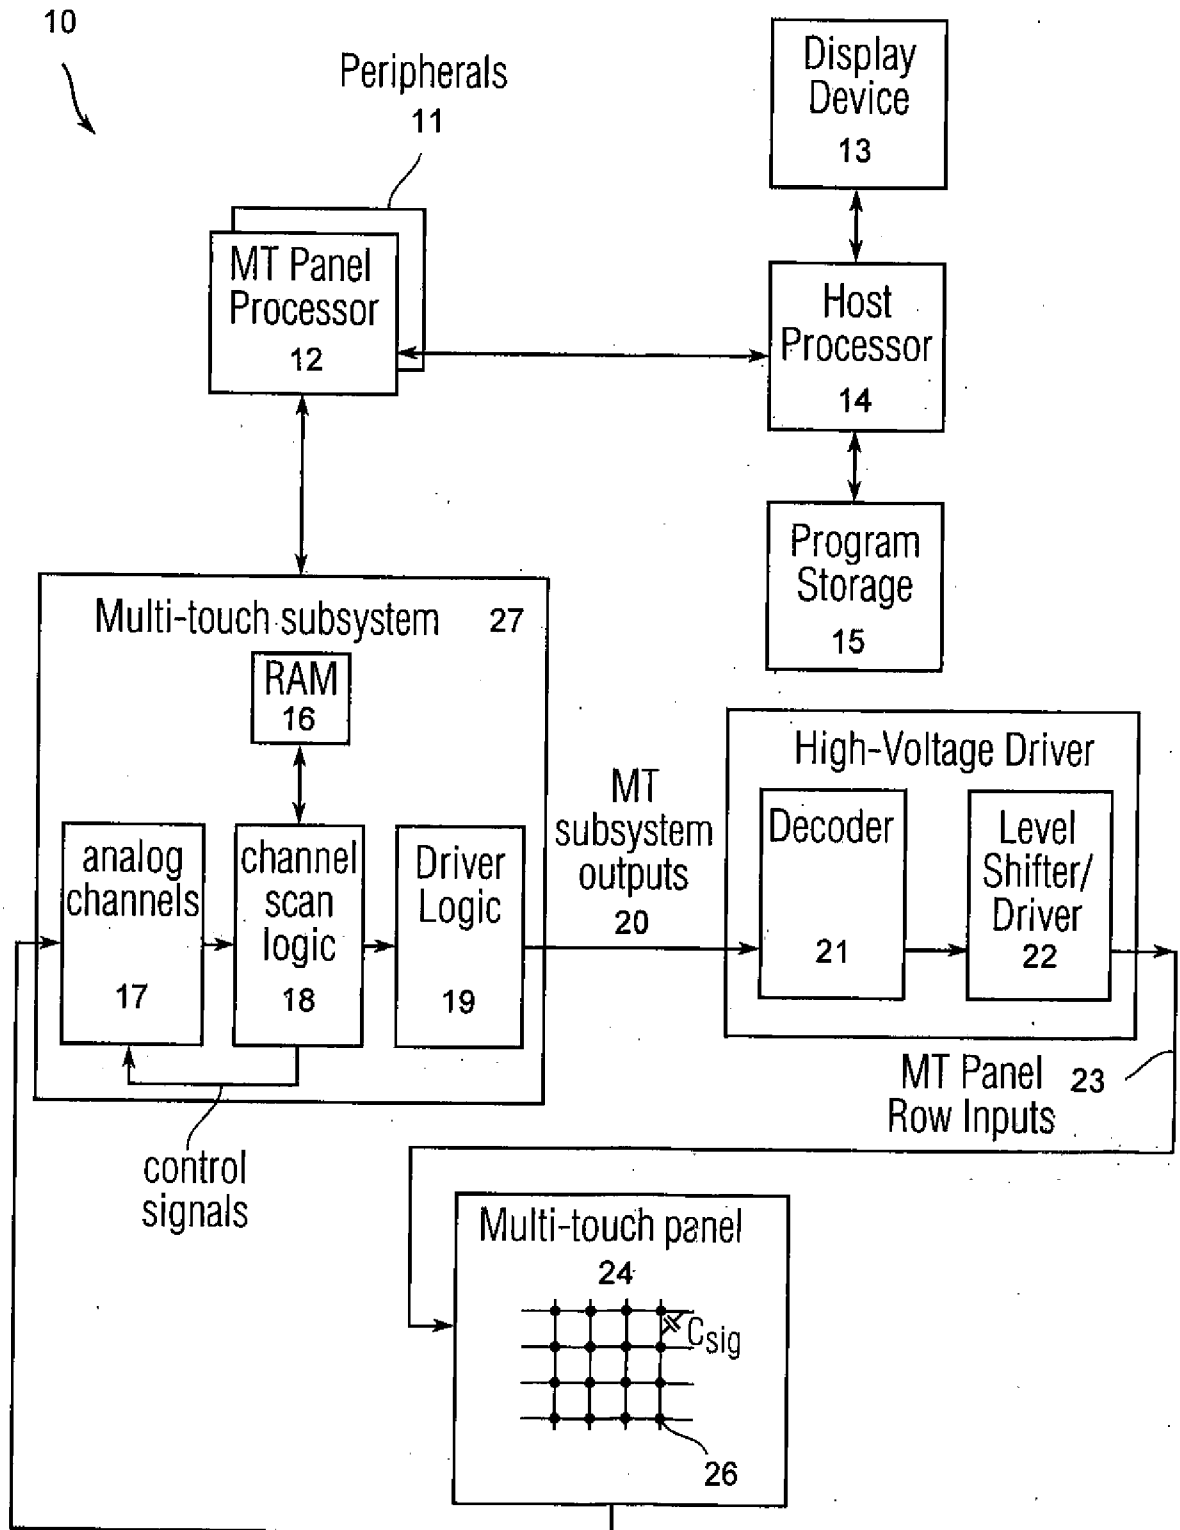 10
Peripherals
11
Display
Device
13
MT Panel
Processor
12
Host
Processor
14
Program
Storage
15
Multi-touch subsystem 27
RAM
16
analog
channels
17
channel
scan
logic
18
Driver
Logic
19
control
signals
MT
subsystem
outputs
20
High-Voltage Driver
Decoder
21
Level
Shifter/
Driver
22
MT Panel 23
Row Inputs
Multi-touch panel
24
Csig
26